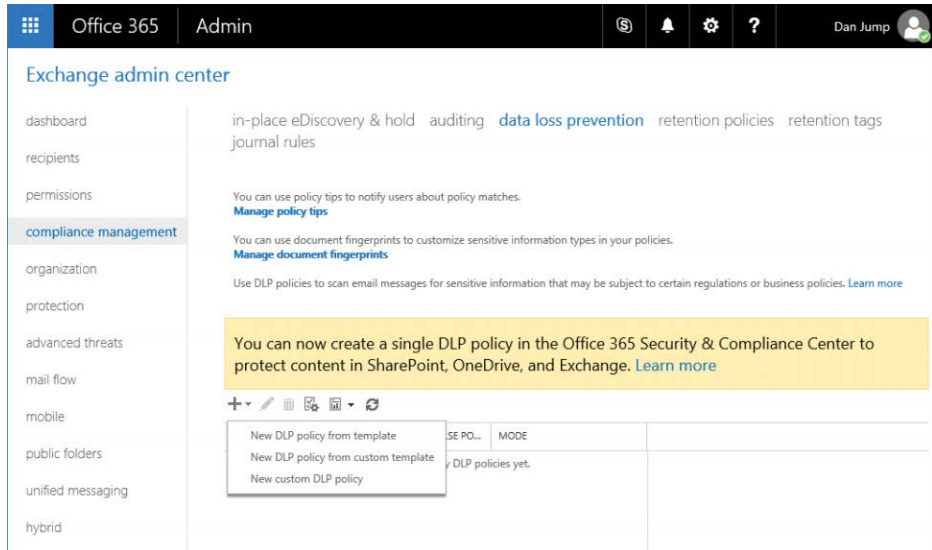 Office 365 Admin Dan Jump
Exchange admin center
dashboard
recipients
permissions
compliance management
organization
protection
advanced threats
mail flow
mobile
public folders
unified messaging
hybrid
in-place eDiscovery & hold auditing data loss prevention retention policies retention tags
journal rules
You can use policy tips to notify users about policy matches.
Manage policy tips
You can use document fingerprints to customize sensitive information types in your policies.
Manage document fingerprints
Use DLP policies to scan email messages for sensitive information that may be subject to certain regulations or business policies. Learn more
You can now create a single DLP policy in the Office 365 Security & Compliance Center to
protect content in SharePoint, OneDrive, and Exchange. Learn more
New DLP policy from template
New DLP policy from custom template
New custom DLP policy
SE PO... MODE
DLP policies yet.